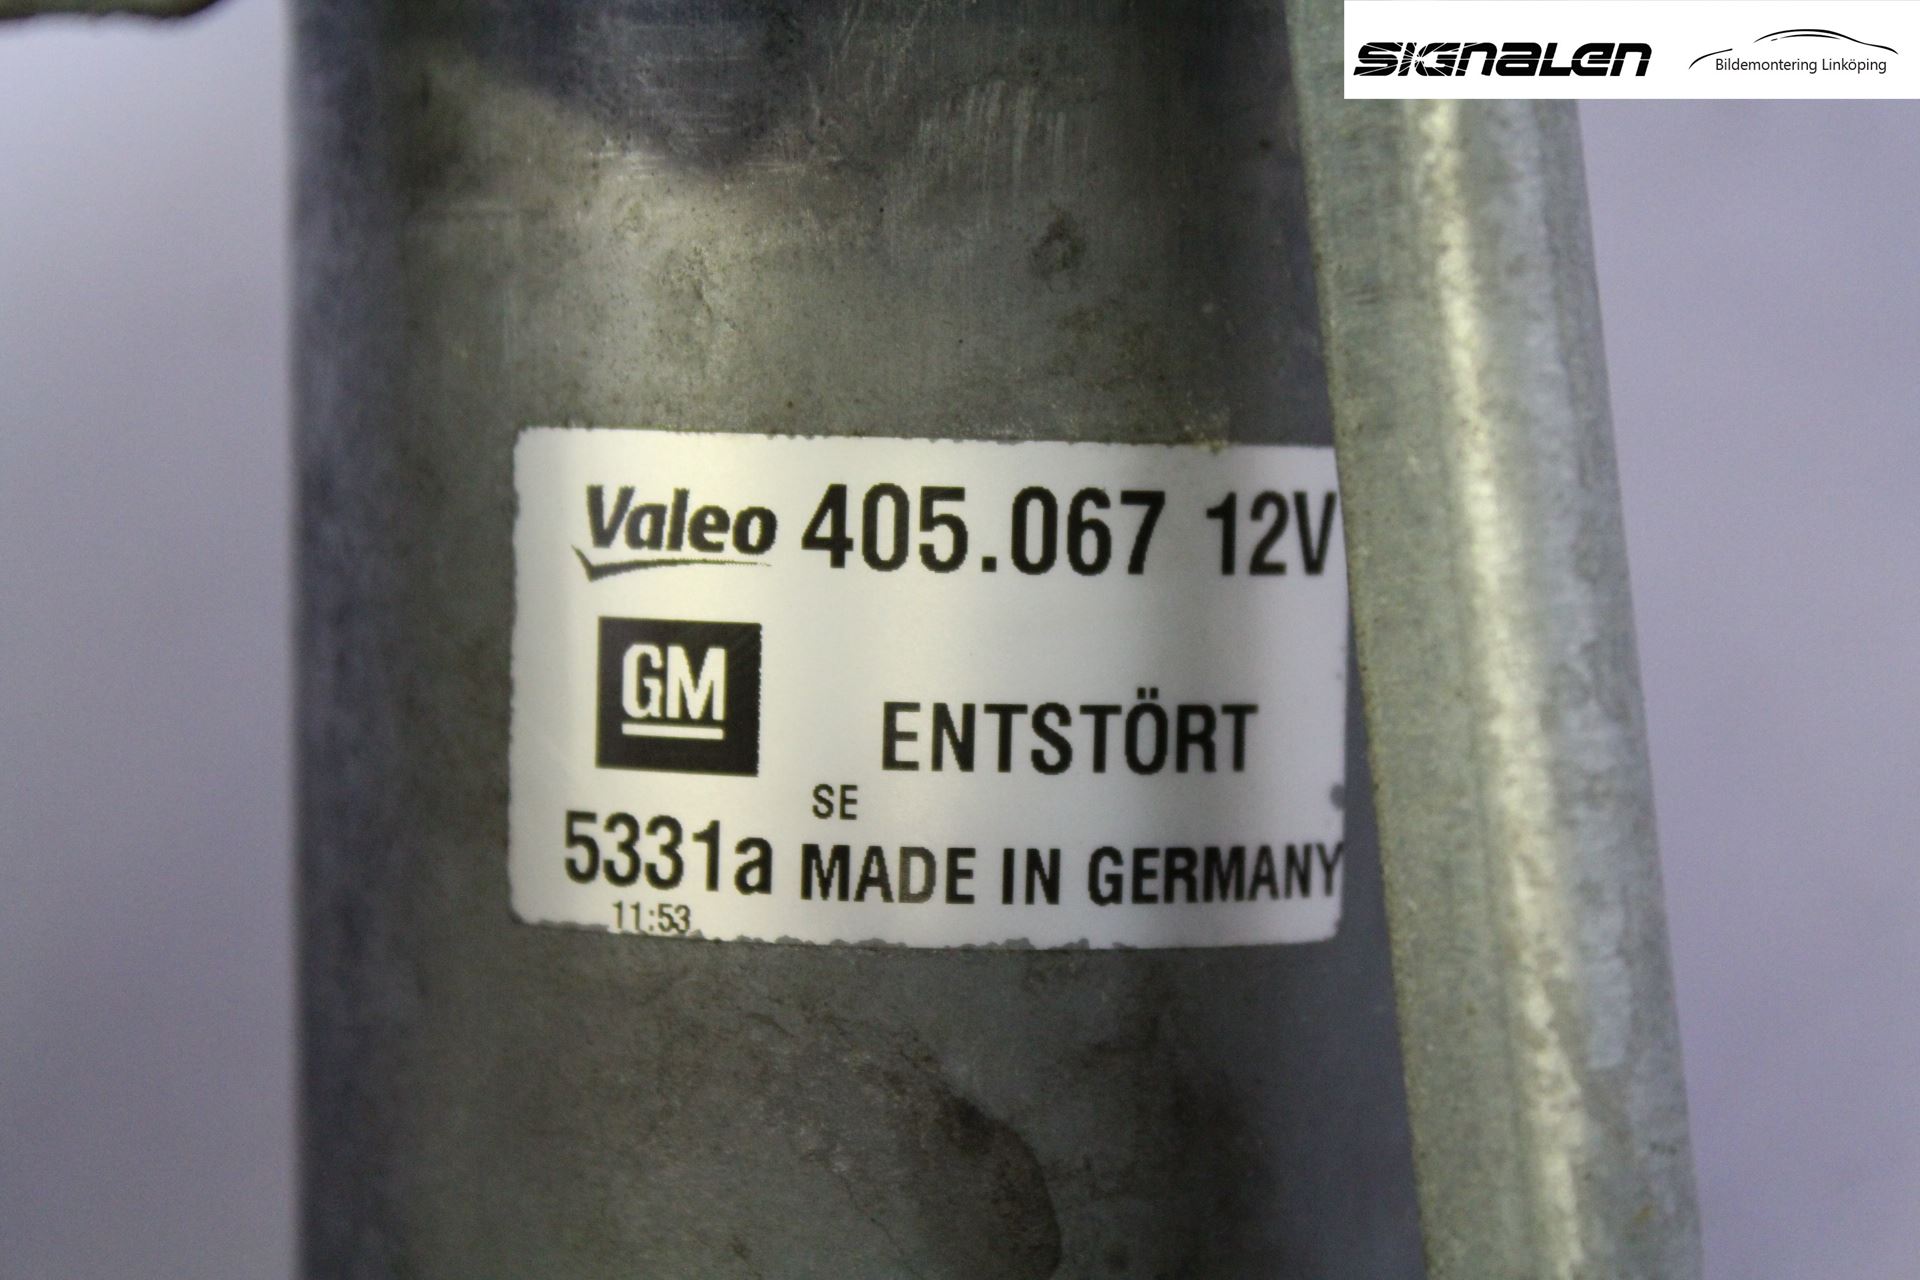 SIGNALEN
Bildemontering Linköping
Valeo 405.067 12V
GM
ENTSTÖRT
SE
5331a MADE IN GERMANY
11:53